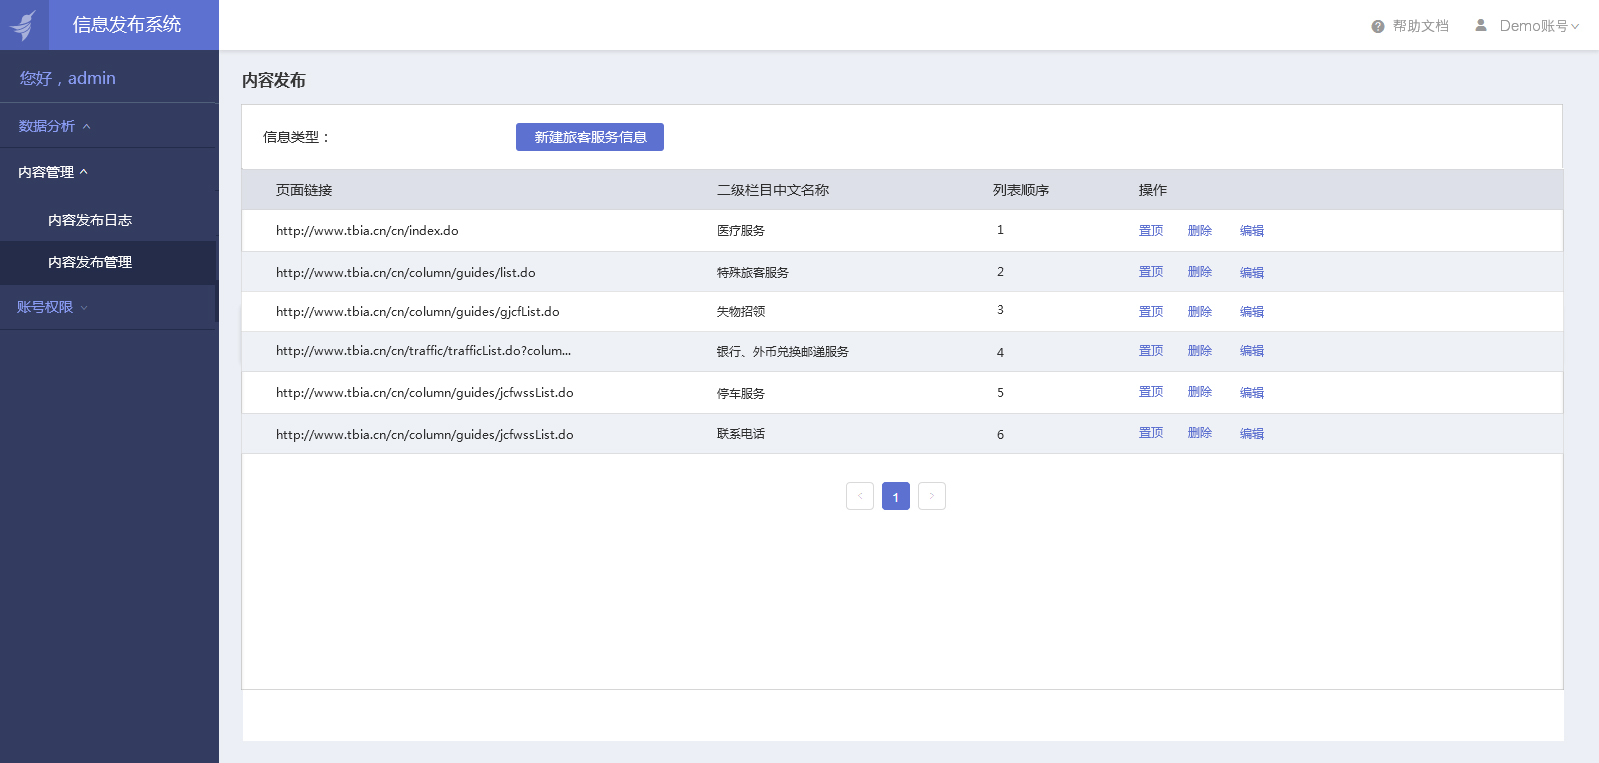 信息发布系统
帮助文档 Demo账号
您好，admin
数据分析
内容管理
内容发布日志
内容发布管理
账号权限
内容发布
信息类型：
新建旅客服务信息
页面链接 二级栏目中文名称 列表顺序 操作
http://www.tbia.cn/cn/index.do 医疗服务 1 置顶 删除 编辑
http://www.tbia.cn/cn/column/guides/list.do 特殊旅客服务 2 置顶 删除 编辑
http://www.tbia.cn/cn/column/guides/gjcfList.do 失物招领 3 置顶 删除 编辑
http://www.tbia.cn/cn/traffic/trafficList.do?colum... 银行、外币兑换邮递服务 4 置顶 删除 编辑
http://www.tbia.cn/cn/column/guides/jcfwssList.do 停车服务 5 置顶 删除 编辑
http://www.tbia.cn/cn/column/guides/jcfwssList.do 联系电话 6 置顶 删除 编辑
< 1 >